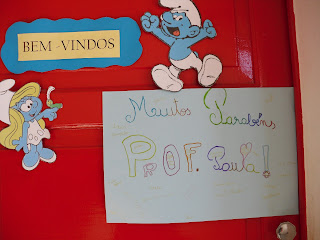 BEM-VINDOS
Muitos Parabéns
PROF. Paula!